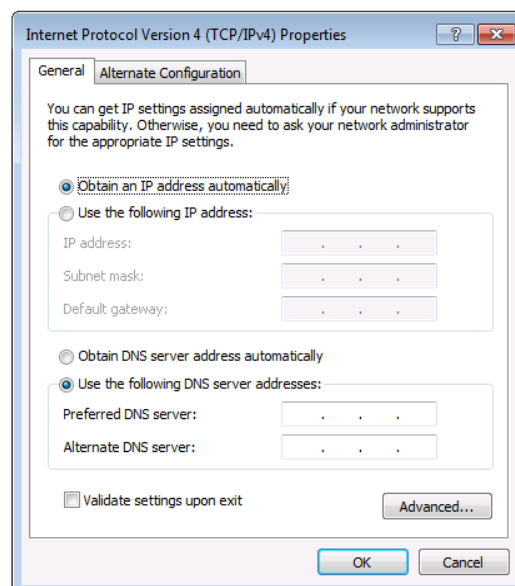 Internet Protocol Version 4 (TCP/IPv4) Properties
General
Alternate Configuration
You can get IP settings assigned automatically if your network supports
this capability. Otherwise, you need to ask your network administrator
for the appropriate IP settings.
Obtain an IP address automatically
Use the following IP address:
IP address:
Subnet mask:
Default gateway:
Obtain DNS server address automatically
Use the following DNS server addresses:
Preferred DNS server:
Alternate DNS server:
Validate settings upon exit
Advanced...
OK
Cancel